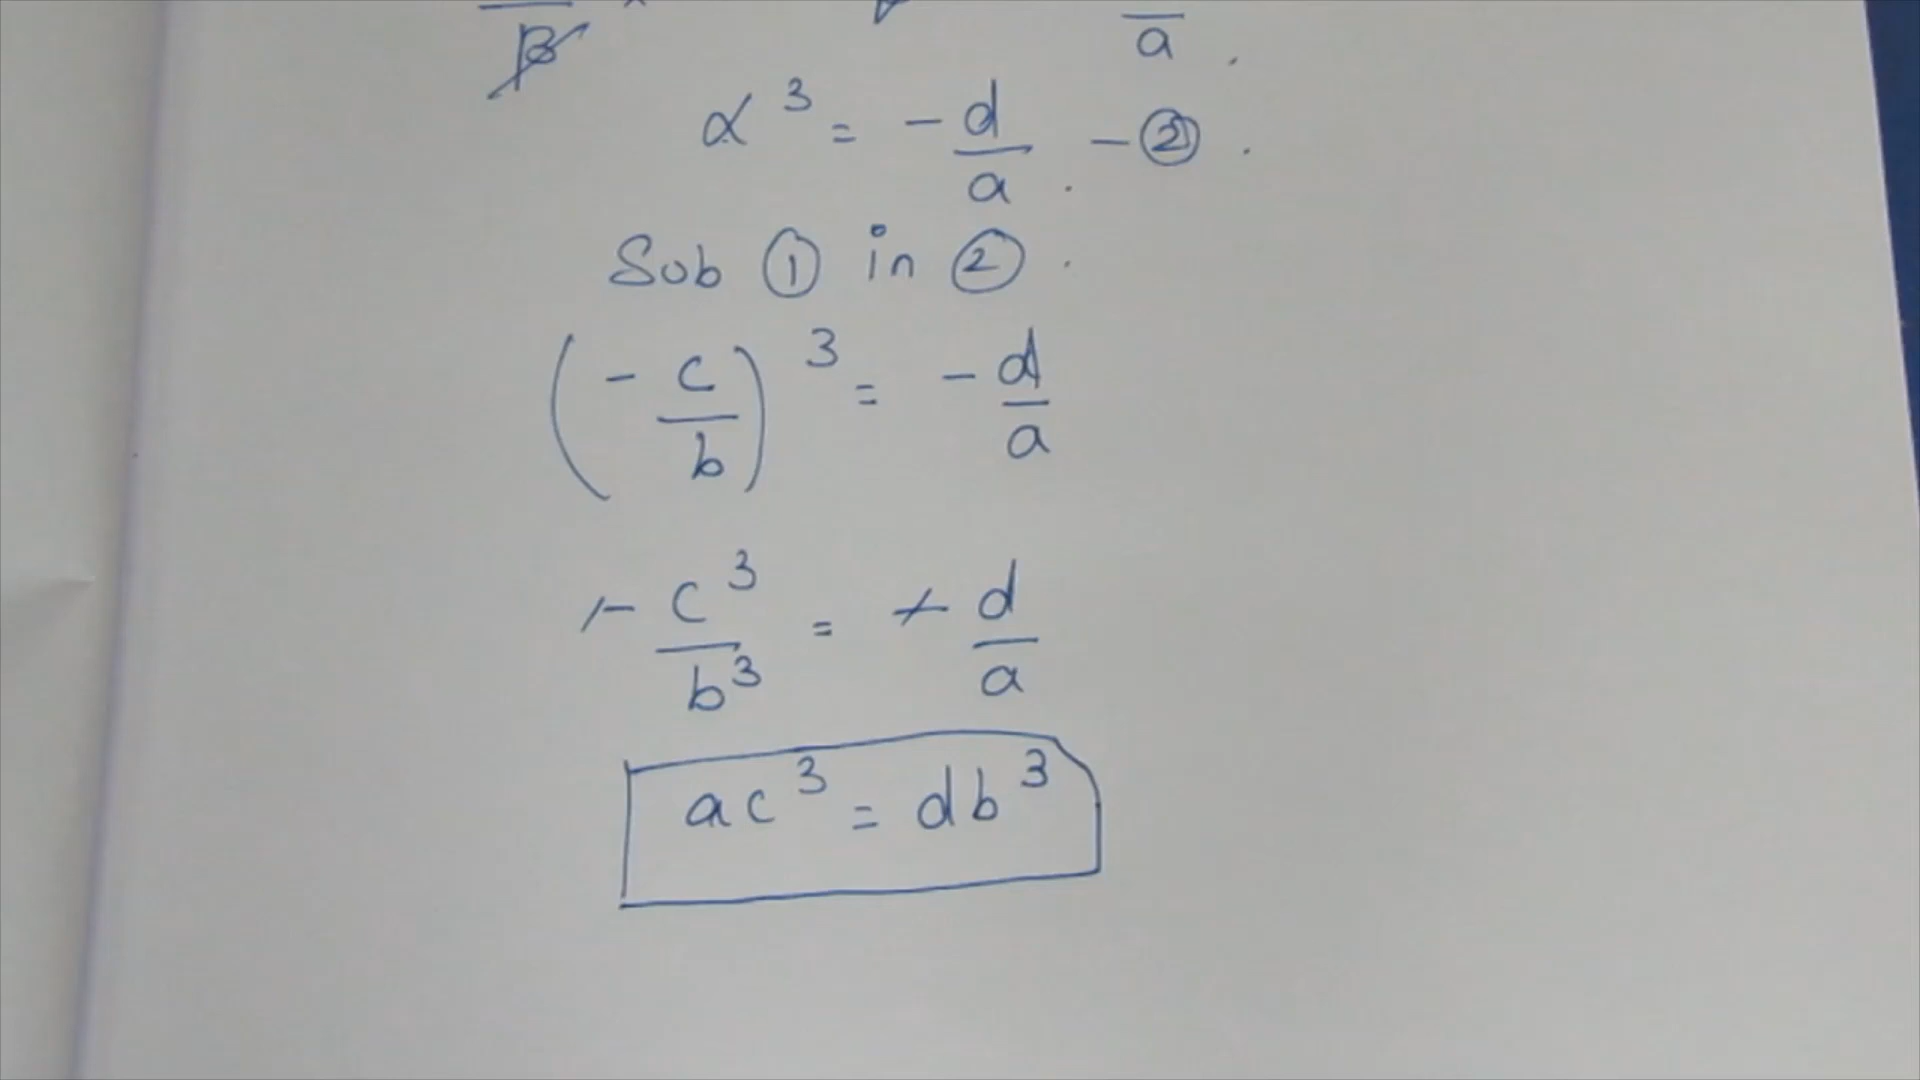 β a .
α³ = -d/a . - ② .
Sub ① in ② .
(-c/b)³ = -d/a
-c³/b³ = -d/a
ac³ = db³